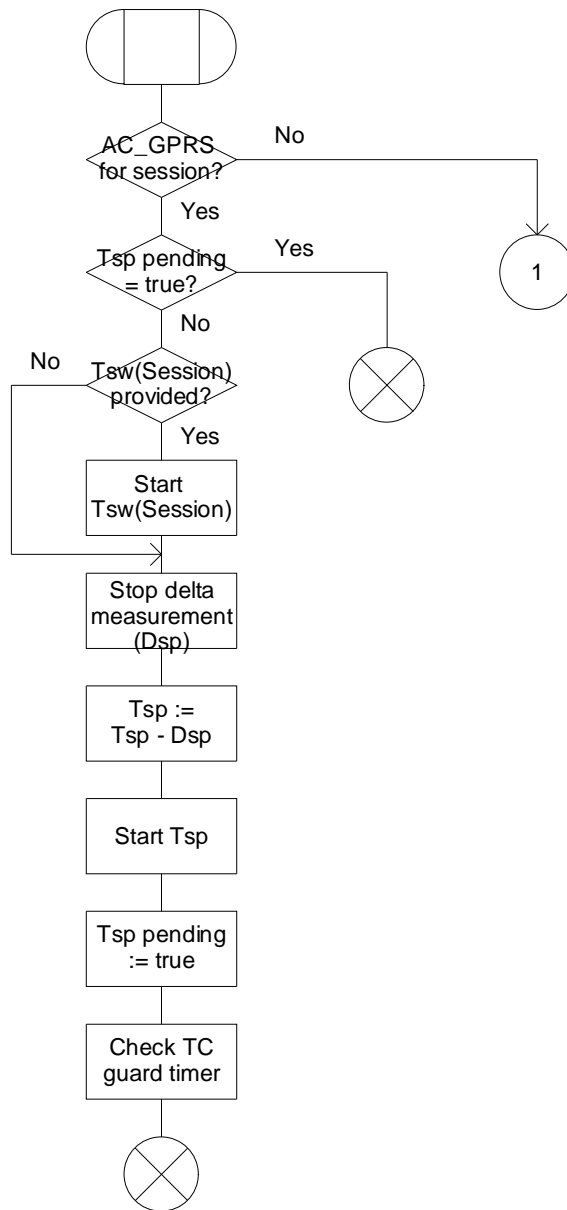 AC_GPRS
for session?
No
Yes
Tsp pending
= true?
Yes
1
No
No
Tsw(Session)
provided?
Yes
Start
Tsw(Session)
Stop delta
measurement
(Dsp)
Tsp :=
Tsp - Dsp
Start Tsp
Tsp pending
:= true
Check TC
guard timer